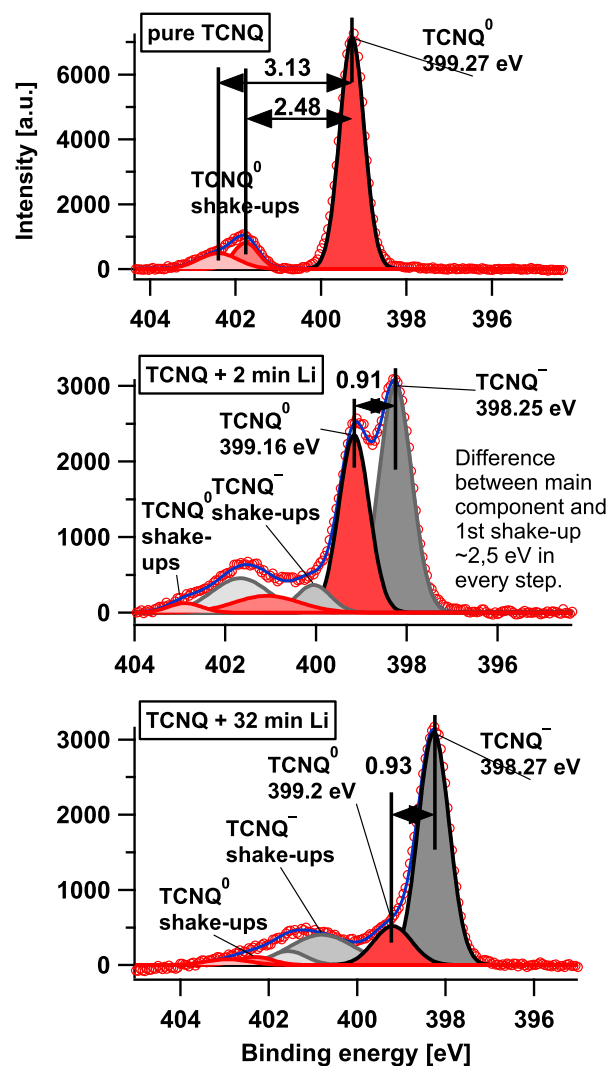 pure TCNQ
TCNQ⁰
399.27 eV
3.13
2.48
TCNQ⁰
shake-ups
Intensity [a.u.]
6000
4000
2000
0
404
402
400
398
396
TCNQ + 2 min Li
0.91
TCNQ⁻
398.25 eV
TCNQ⁰
399.16 eV
TCNQ⁰
shake-
ups
TCNQ⁻
shake-ups
Difference
between main
component and
1st shake-up
~2,5 eV in
every step.
3000
2000
1000
0
404
402
400
398
396
TCNQ + 32 min Li
TCNQ⁰
399.2 eV
0.93
TCNQ⁻
398.27 eV
TCNQ⁻
shake-ups
TCNQ⁰
shake-ups
3000
2000
1000
0
404
402
400
398
396
Binding energy [eV]